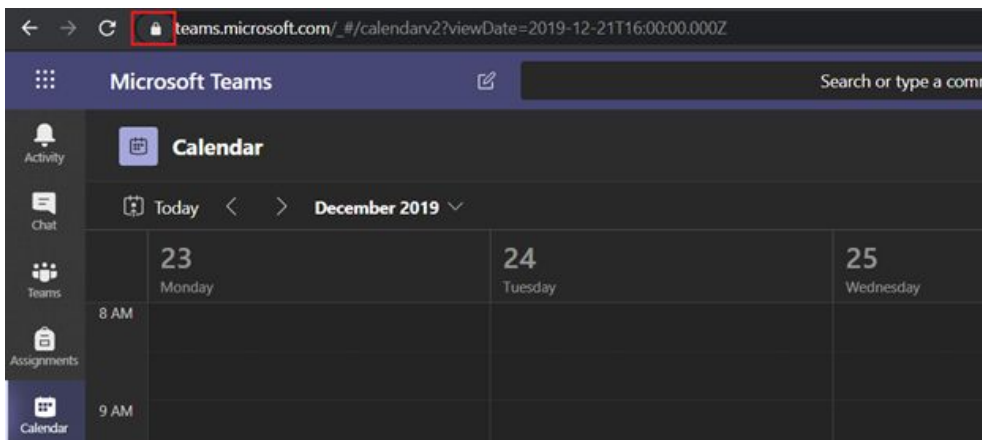 teams.microsoft.com/_#/calendarv2?viewDate=2019-12-21T16:00:00.000Z
Microsoft Teams
Search or type a comm
Activity
Calendar
Chat
Today
December 2019
Teams
23
24
25
Monday
Tuesday
Wednesday
8 AM
Assignments
9 AM
Calendar